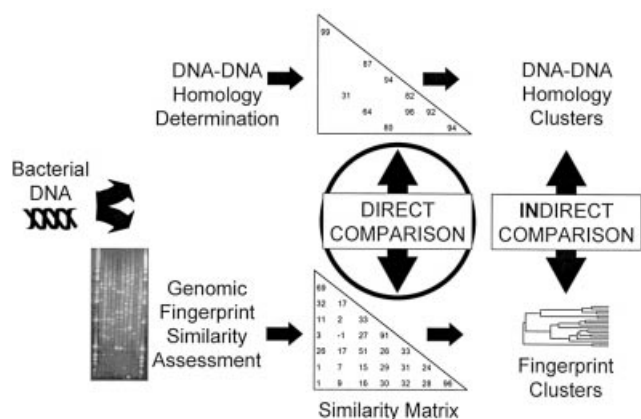 99
87
DNA-DNA
Homology
Determination
94
31
82
64
96
92
80
94
DNA-DNA
Homology
Clusters
Bacterial
DNA
DIRECT
COMPARISON
INDIRECT
COMPARISON
Genomic
Fingerprint
Similarity
Assessment
69
32 17
11 2 33
3 -1 27 91
26 17 51 26 33
1 7 15 29 31 24
1 9 16 30 32 28 96
Similarity Matrix
Fingerprint
Clusters